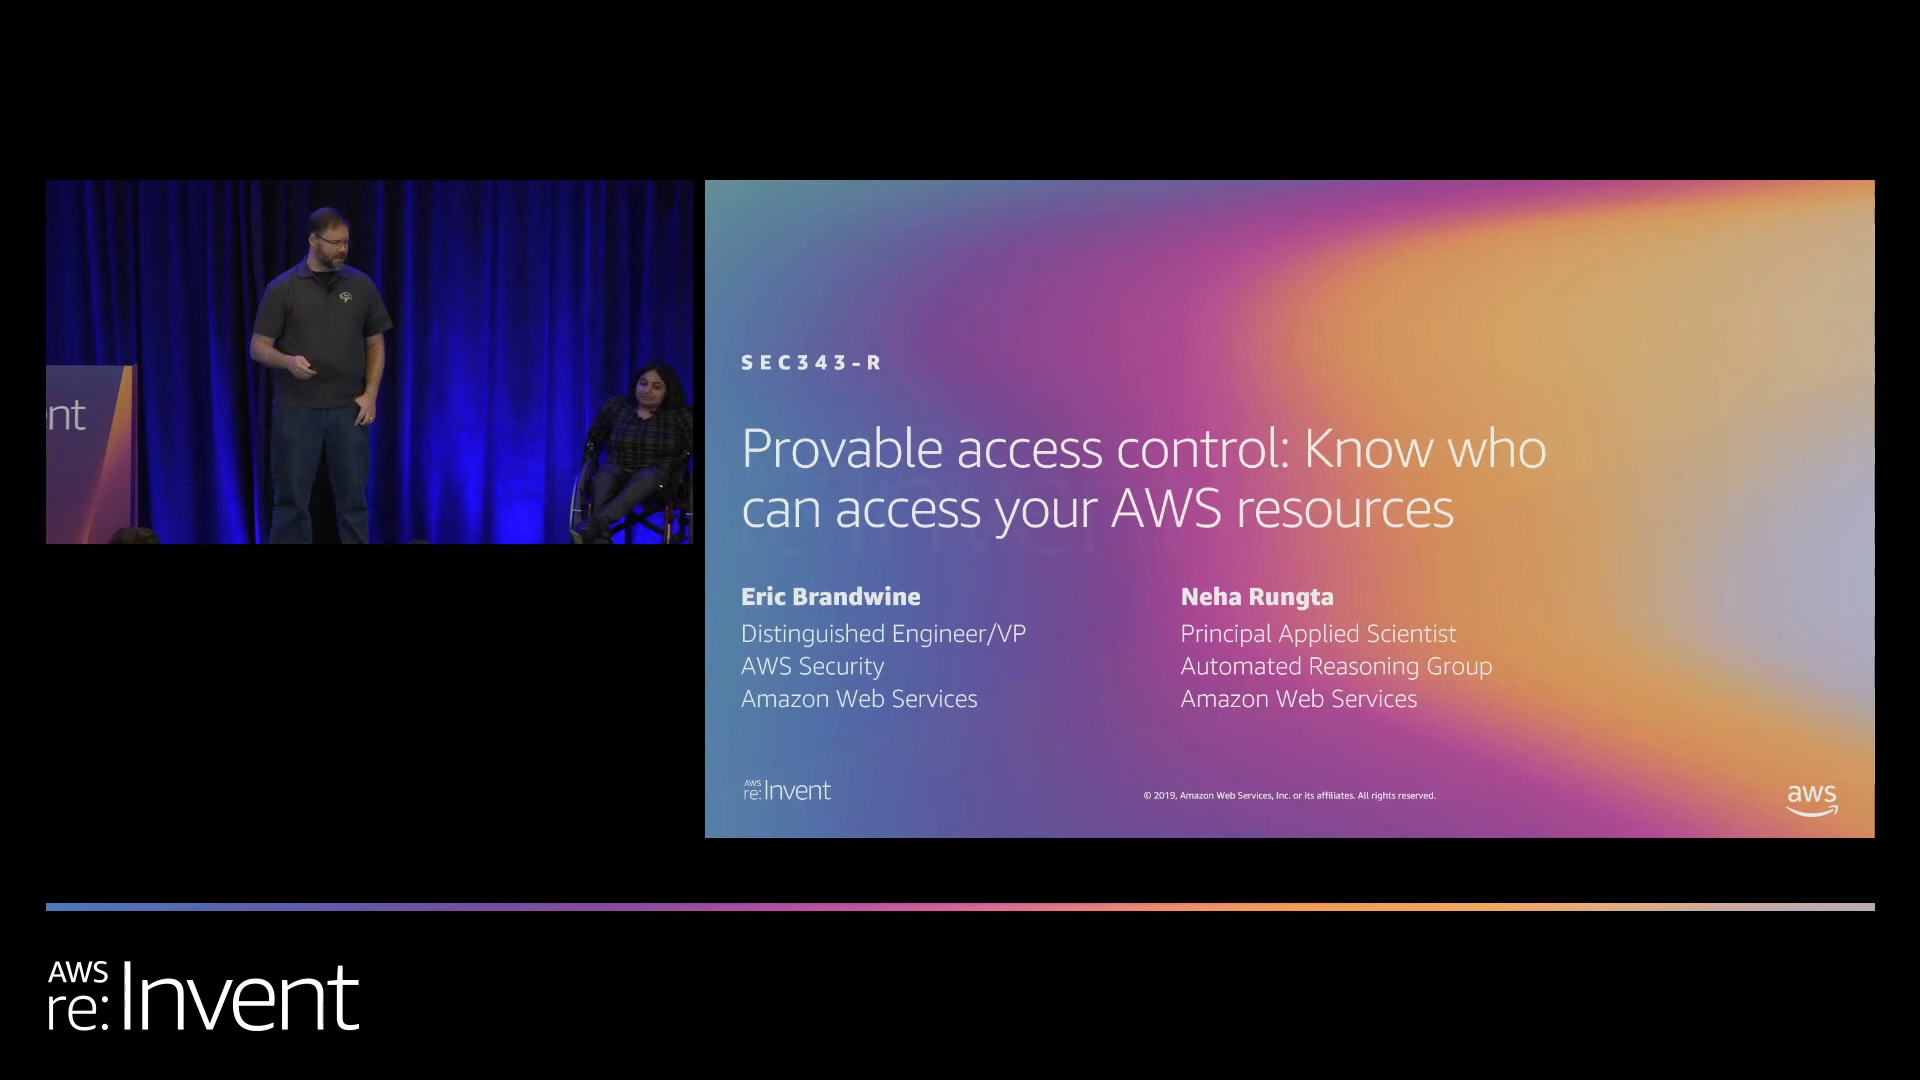 nt
SEC343-R
Provable access control: Know who
can access your AWS resources
Eric Brandwine
Distinguished Engineer/VP
AWS Security
Amazon Web Services
Neha Rungta
Principal Applied Scientist
Automated Reasoning Group
Amazon Web Services
AWS
re:Invent
© 2019, Amazon Web Services, Inc. or its affiliates. All rights reserved.
aws
AWS
re:Invent